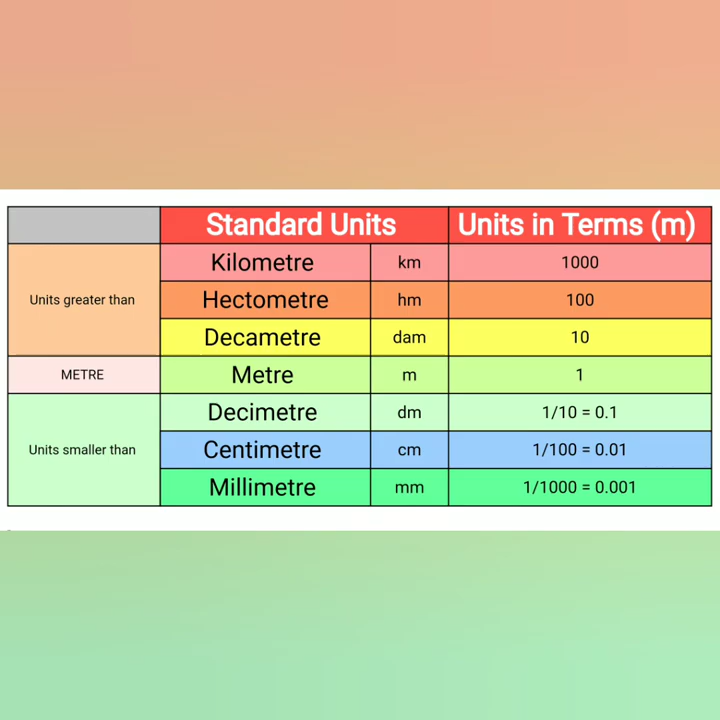 Standard Units Units in Terms (m)
Kilometre km 1000
Units greater than Hectometre hm 100
Decametre dam 10
METRE Metre m 1
Decimetre dm 1/10 = 0.1
Units smaller than Centimetre cm 1/100 = 0.01
Millimetre mm 1/1000 = 0.001